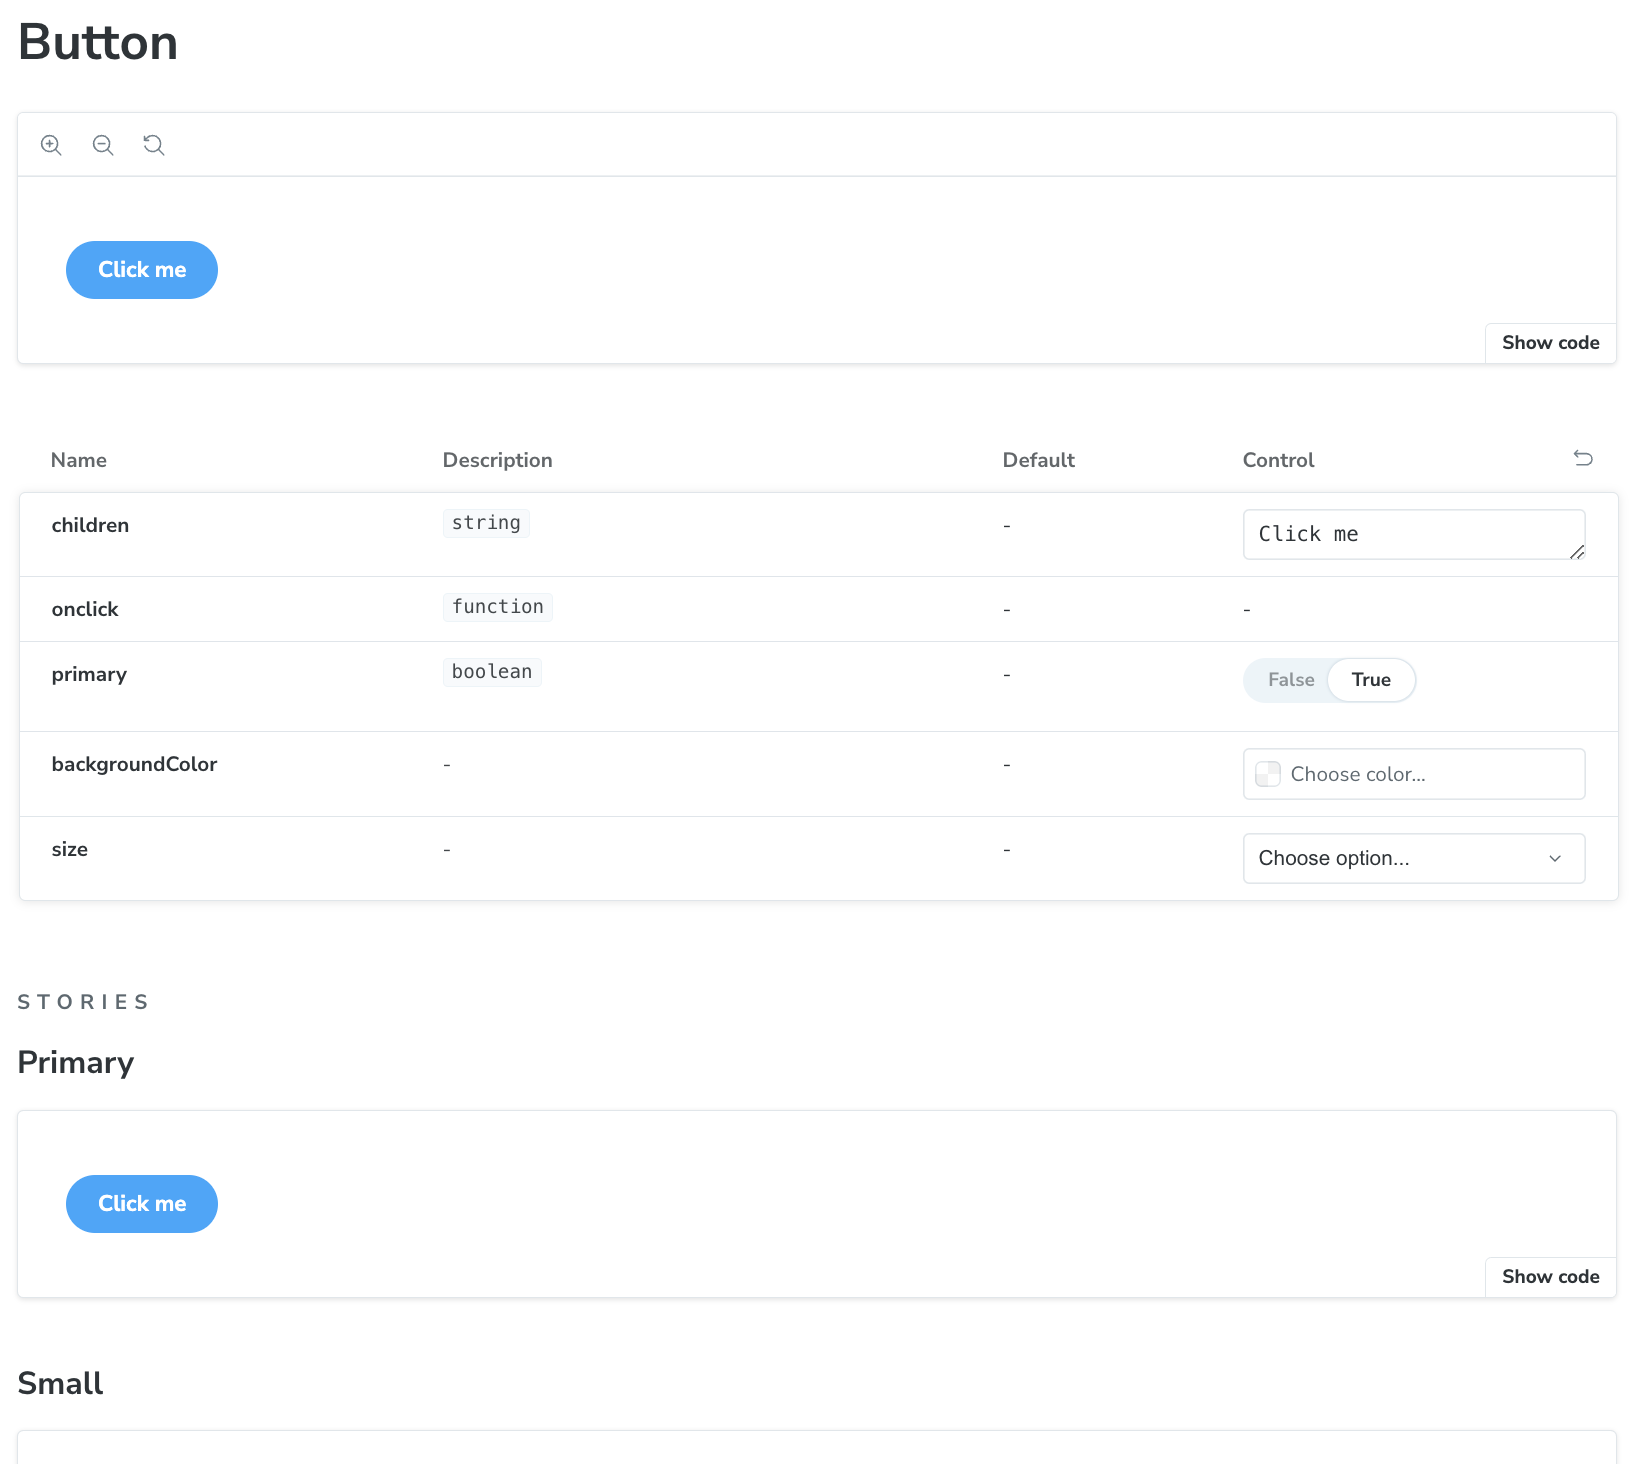 Button
Click me
Show code
Name Description Default Control
children string - Click me
onclick function - -
primary boolean - False True
backgroundColor - - Choose color...
size - - Choose option...
STORIES
Primary
Click me
Show code
Small